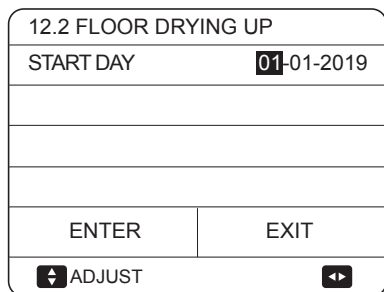 12.2 FLOOR DRYING UP
START DAY 01-01-2019
ENTER EXIT
ADJUST